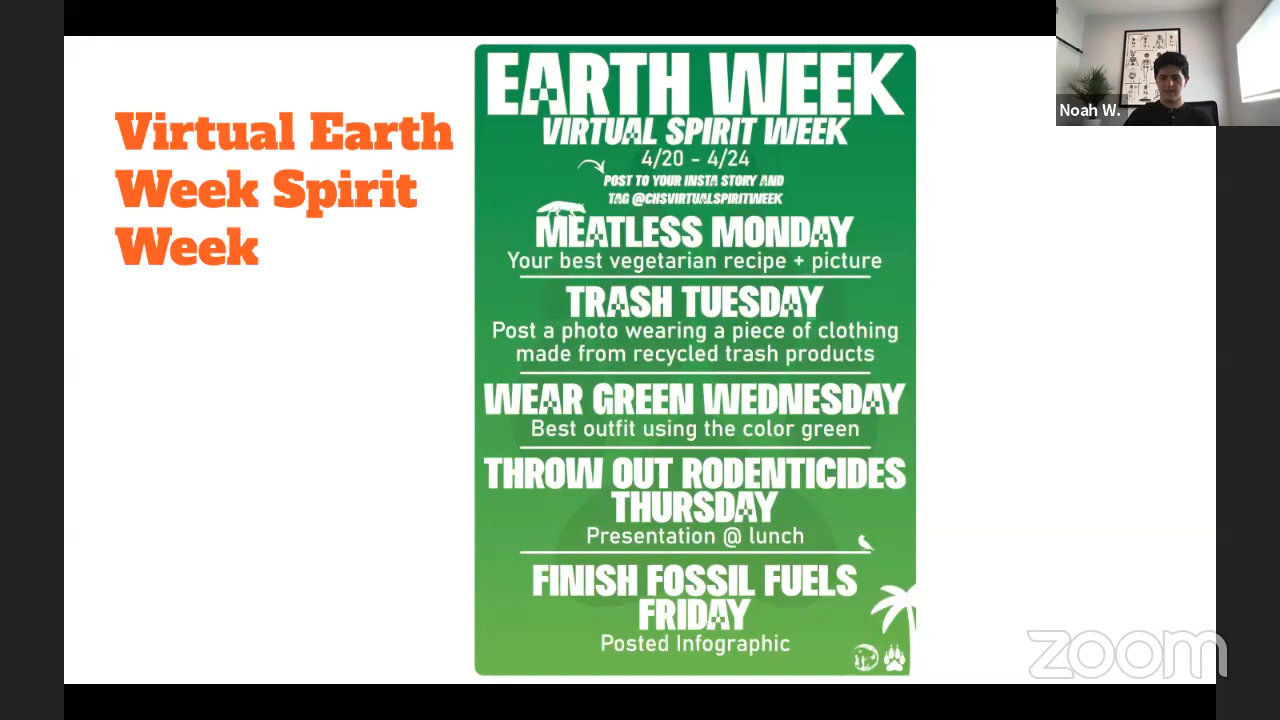 Virtual Earth
Week Spirit
Week
EARTH WEEK
VIRTUAL SPIRIT WEEK
4/20 - 4/24
POST TO YOUR INSTA STORY AND
TAG @CHSVIRTUALSPIRITWEEK
MEATLESS MONDAY
Your best vegetarian recipe + picture
TRASH TUESDAY
Post a photo wearing a piece of clothing
made from recycled trash products
WEAR GREEN WEDNESDAY
Best outfit using the color green
THROW OUT RODENTICIDES
THURSDAY
Presentation @ lunch
FINISH FOSSIL FUELS
FRIDAY
Posted Infographic
Noah W.
zoom